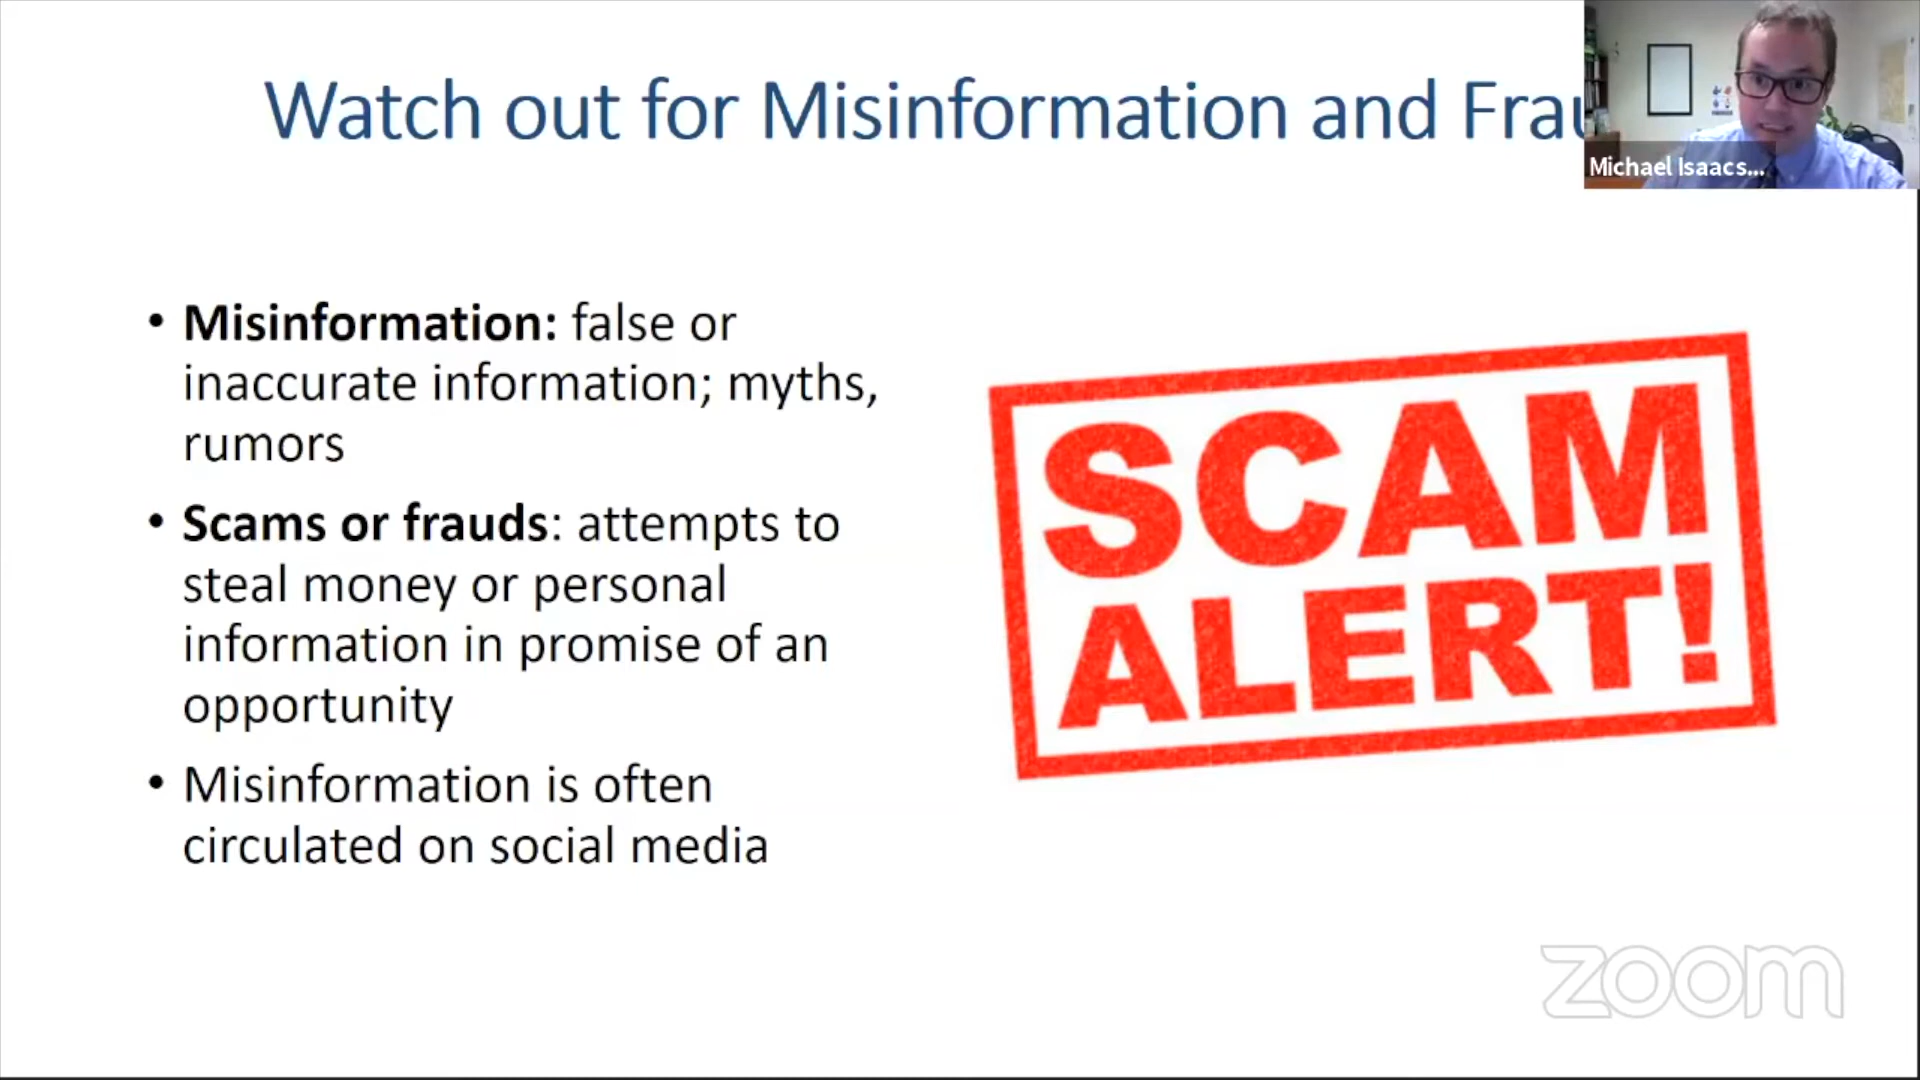 Watch out for Misinformation and Frau
Michael Isaacs...
• Misinformation: false or
inaccurate information; myths,
rumors
• Scams or frauds: attempts to
steal money or personal
information in promise of an
opportunity
• Misinformation is often
circulated on social media
SCAM
ALERT!
zoom